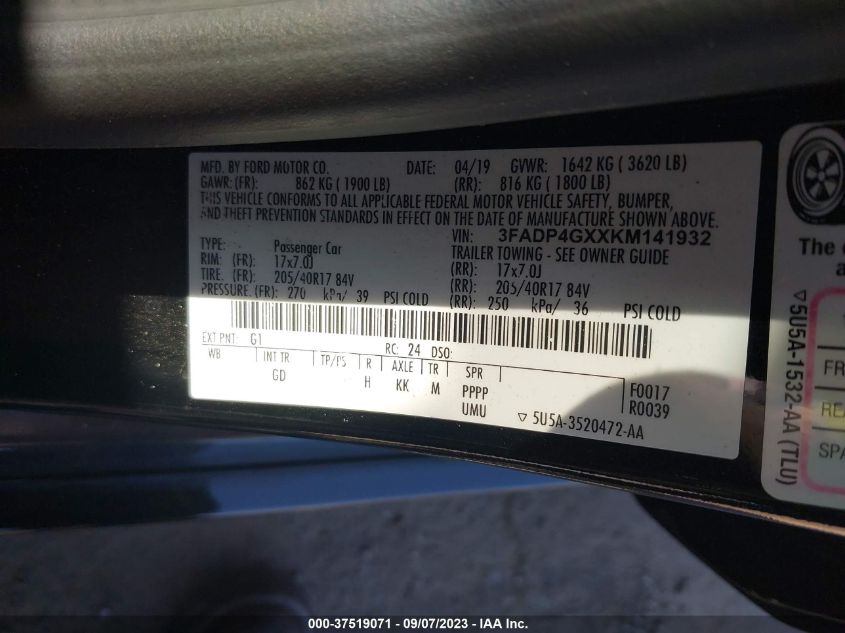 MFD. BY FORD MOTOR CO. DATE: 04/19 GVWR: 1642 KG ( 3620 LB)
GAWR: (FR): 862 KG ( 1900 LB) (RR): 816 KG ( 1800 LB)
THIS VEHICLE CONFORMS TO ALL APPLICABLE FEDERAL MOTOR VEHICLE SAFETY, BUMPER,
AND THEFT PREVENTION STANDARDS IN EFFECT ON THE DATE OF MANUFACTURE SHOWN ABOVE.
VIN: 3FADP4GXXKM141932
TYPE: Passenger Car TRAILER TOWING - SEE OWNER GUIDE
RIM: (FR): 17x7.0J (RR): 17x7.0J
TIRE: (FR): 205/40R17 84V (RR): 205/40R17 84V
PRESSURE: (FR): 270 kPa/ 39 PSI COLD (RR): 250 kPa/ 36 PSI COLD
EXT PNT: G1 RC: 24 DSO:
WB INT TR TP/PS R AXLE TR SPR
GD H KK M PPPP
UMU
F0017
R0039
▽ 5U5A-3520472-AA
The
a
▽5U5A-1532-AA (TLU)
FR
REA
SPA
000-37519071 - 09/07/2023 - © IAA, Inc.